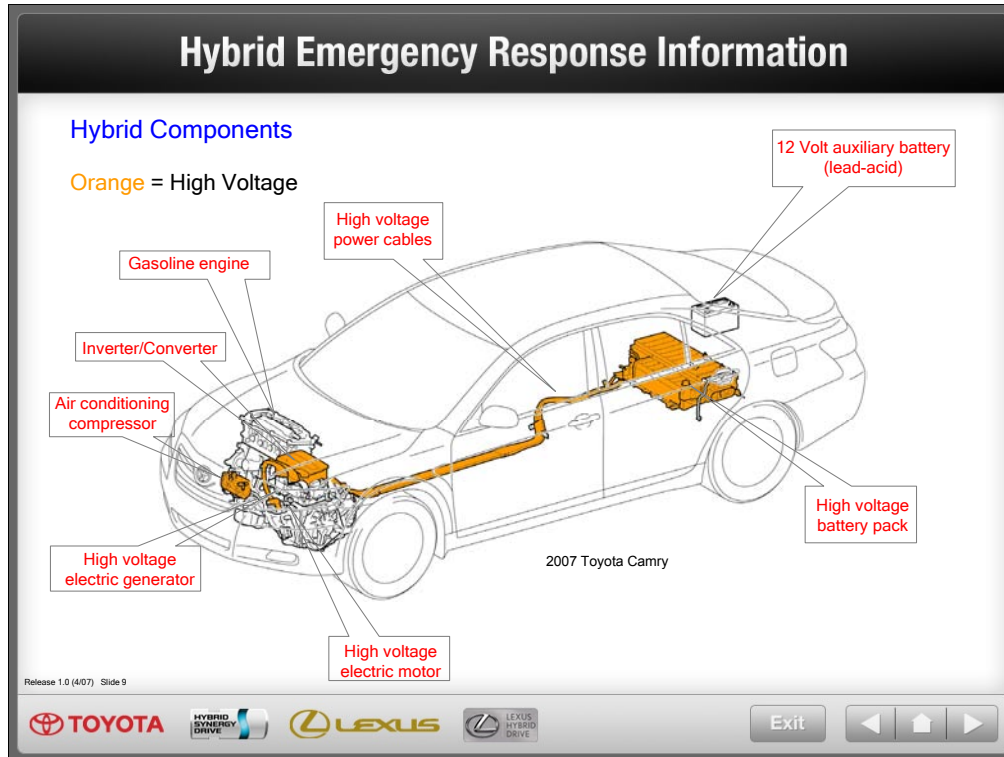 Hybrid Emergency Response Information
Hybrid Components
Orange = High Voltage
12 Volt auxiliary battery
(lead-acid)
High voltage
power cables
Gasoline engine
Inverter/Converter
Air conditioning
compressor
High voltage
battery pack
High voltage
electric generator
2007 Toyota Camry
High voltage
electric motor
Release 1.0 (4/07) Slide 9
TOYOTA
HYBRID
SYNERGY
DRIVE
LEXUS
LEXUS
HYBRID
DRIVE
Exit